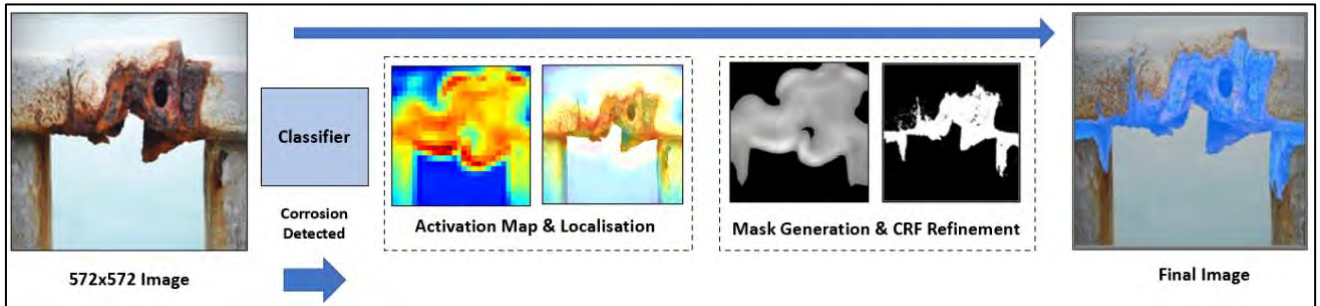 Classifier
Corrosion
Detected
Activation Map & Localisation
Mask Generation & CRF Refinement
572x572 Image
Final Image